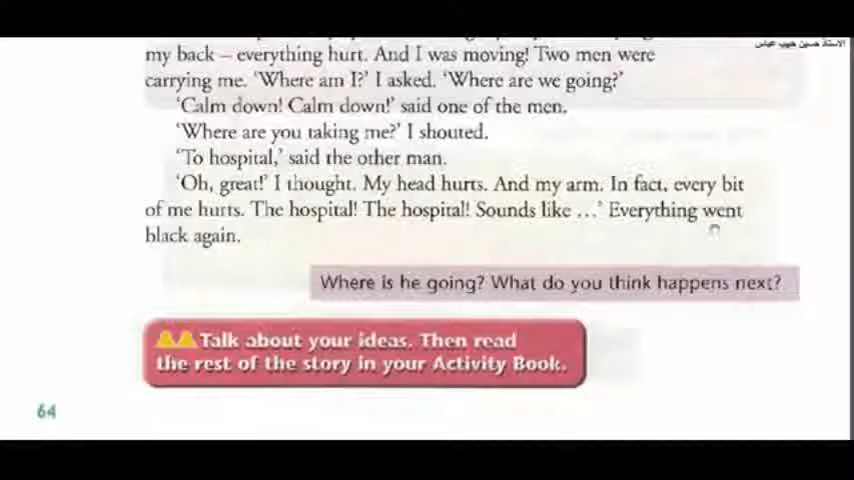 الاستاذ حسين حبيب عباس
my back – everything hurt. And I was moving! Two men were
carrying me. ‘Where am I?’ I asked. ‘Where are we going?’
‘Calm down! Calm down!’ said one of the men.
‘Where are you taking me?’ I shouted.
‘To hospital,’ said the other man.
‘Oh, great!’ I thought. My head hurts. And my arm. In fact, every bit
of me hurts. The hospital! The hospital! Sounds like …’ Everything went
black again.
Where is he going? What do you think happens next?
Talk about your ideas. Then read
the rest of the story in your Activity Book.
64